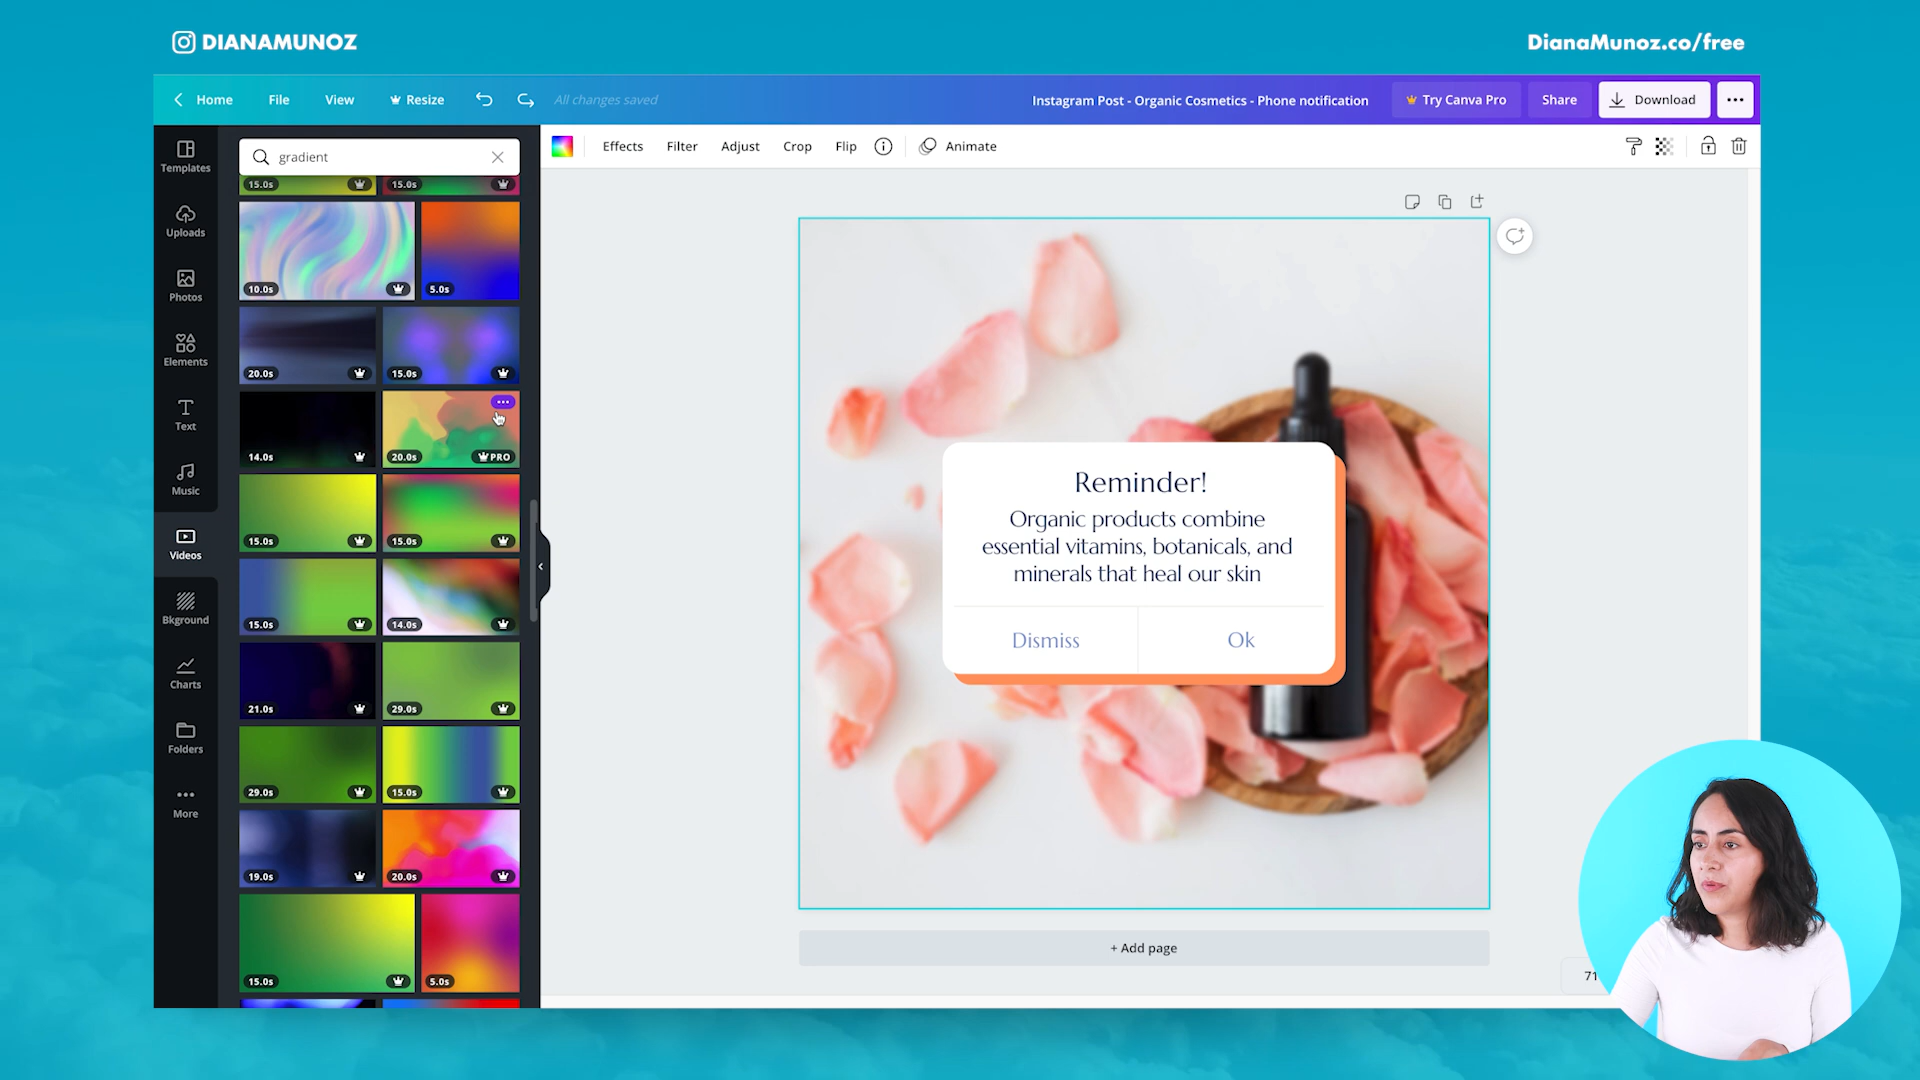 DIANAMUNOZ
DianaMunoz.co/free
Home
File
View
Resize
All changes saved
Instagram Post - Organic Cosmetics - Phone notification
Try Canva Pro
Share
Download
Templates
Uploads
Photos
Elements
Text
Music
Videos
Bkground
Charts
Folders
More
gradient
15.0s
15.0s
10.0s
5.0s
20.0s
15.0s
14.0s
20.0s
PRO
15.0s
15.0s
15.0s
14.0s
21.0s
29.0s
29.0s
15.0s
19.0s
20.0s
15.0s
5.0s
Effects
Filter
Adjust
Crop
Flip
Animate
Reminder!
Organic products combine
essential vitamins, botanicals, and
minerals that heal our skin
Dismiss
Ok
+ Add page
71